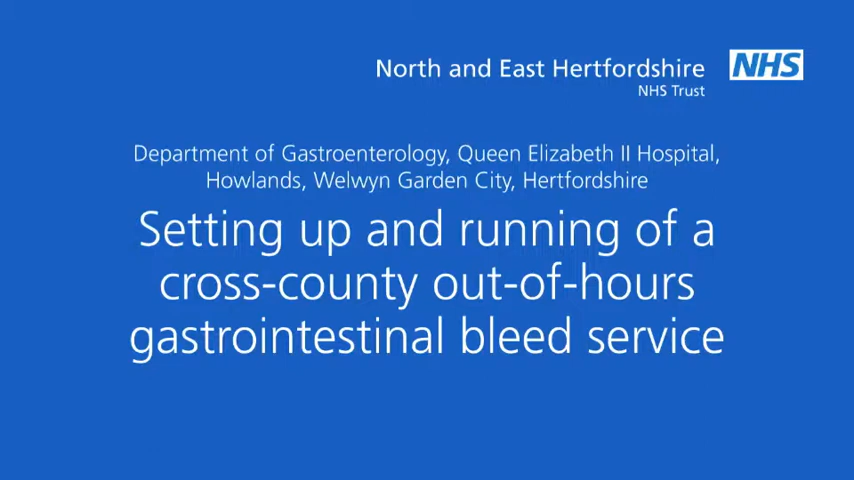 North and East Hertfordshire NHS
NHS Trust
Department of Gastroenterology, Queen Elizabeth II Hospital,
Howlands, Welwyn Garden City, Hertfordshire
Setting up and running of a
cross-county out-of-hours
gastrointestinal bleed service